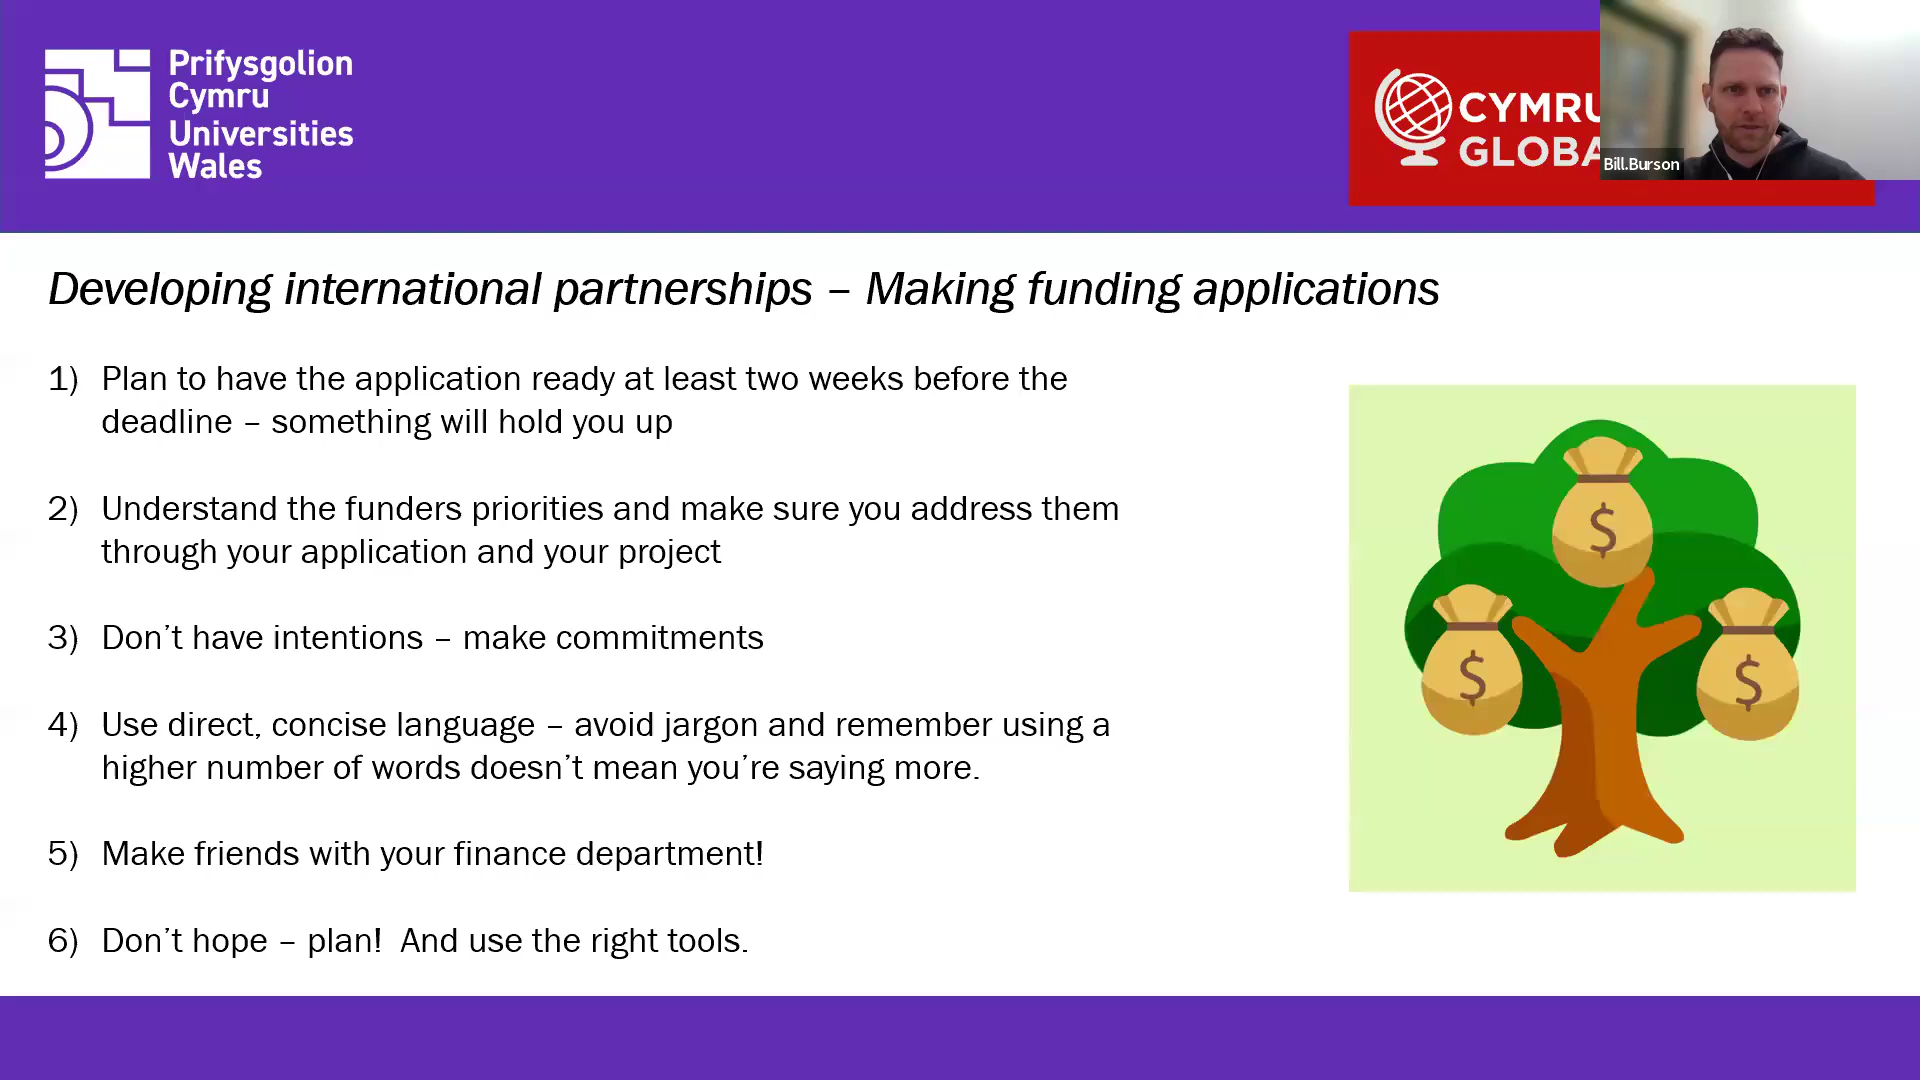 Prifysgolion
Cymru
Universities
Wales
CYMRU
GLOBA
Bill.Burson
Developing international partnerships – Making funding applications
1) Plan to have the application ready at least two weeks before the
deadline – something will hold you up
2) Understand the funders priorities and make sure you address them
through your application and your project
3) Don’t have intentions – make commitments
4) Use direct, concise language – avoid jargon and remember using a
higher number of words doesn’t mean you’re saying more.
5) Make friends with your finance department!
6) Don’t hope – plan!  And use the right tools.
$
$
$